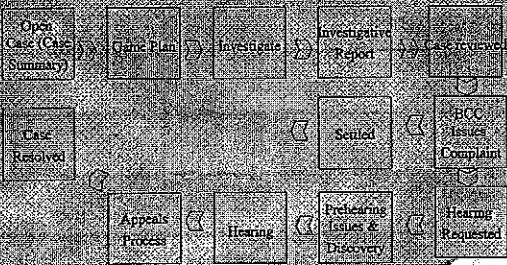 Open
Case (Case
Summary)
Game Plan
Investigate
Investigative
Report
Case reviewed
Case
Resolved
Settled
BCC
Issues
Complaint
Appeals
Process
Hearing
Prehearing
Issues &
Discovery
Hearing
Requested